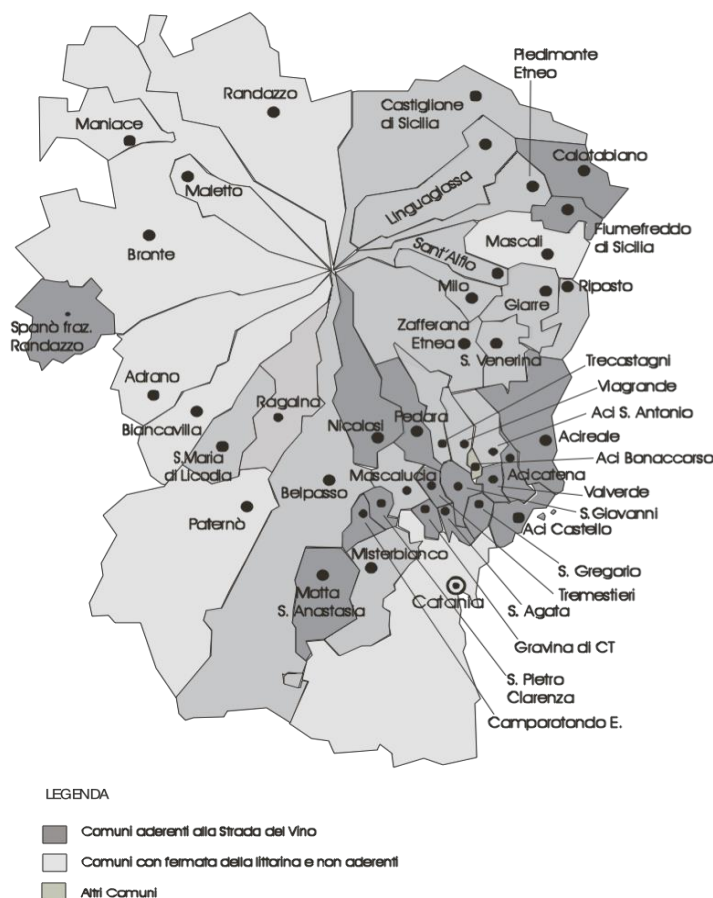 Piedimonte
Etneo
Randazzo
Castiglione
di Sicilia
Maniace
Calatabiano
Maletto
Linguaglossa
Fiumefreddo
di Sicilia
Bronte
Mascali
Sant'Alfio
Milo
Giarre
Riposto
Spanò fraz.
Randazzo
Zafferana
Etnea
S. Venerina
Trecastagni
Adrano
Viagrande
Ragalna
Biancavilla
Nicolosi
Pedara
Aci S. Antonio
Acireale
S. Maria
di Licodia
Aci Bonaccorso
Belpasso
Mascalucia
Acicatena
Valverde
Paternò
S. Giovanni
Aci Castello
Misterbianco
S. Gregorio
Motta
S. Anastasia
Catania
Tremestieri
S. Agata
Gravina di CT
S. Pietro
Clarenza
Camporotondo E.
LEGENDA
Comuni aderenti alla Strada del Vino
Comuni con fermata della littorina e non aderenti
Altri Comuni